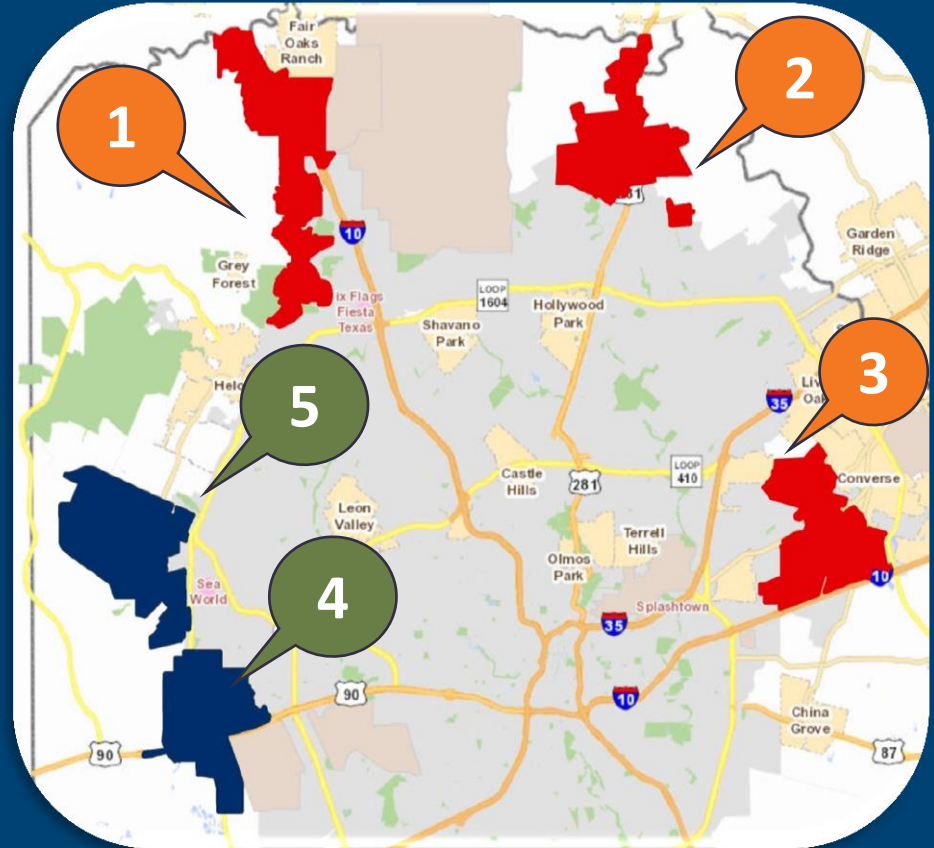 Fair
Oaks
Ranch
1
2
10
Garden
Ridge
Grey
Forest
LOOP
1604
ix Flags
Fiesta
Texas
Shavano
Park
Hollywood
Park
3
35
5
Castle
Hills
281
LOOP
410
Converse
Leon
Valley
Terrell
Hills
Olmos
Park
10
Sea
World
4
Splashtown
35
90
10
China
Grove
90
87